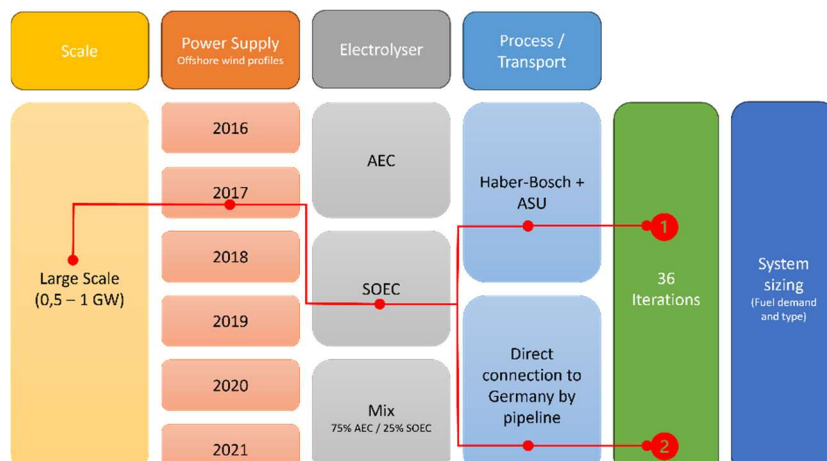 Scale
Power Supply
Offshore wind profiles
Electrolyser
Process /
Transport
Large Scale
(0,5 – 1 GW)
2016
2017
2018
2019
2020
2021
AEC
SOEC
Mix
75% AEC / 25% SOEC
Haber-Bosch +
ASU
Direct
connection to
Germany by
pipeline
1
36
Iterations
2
System
sizing
(Fuel demand
and type)